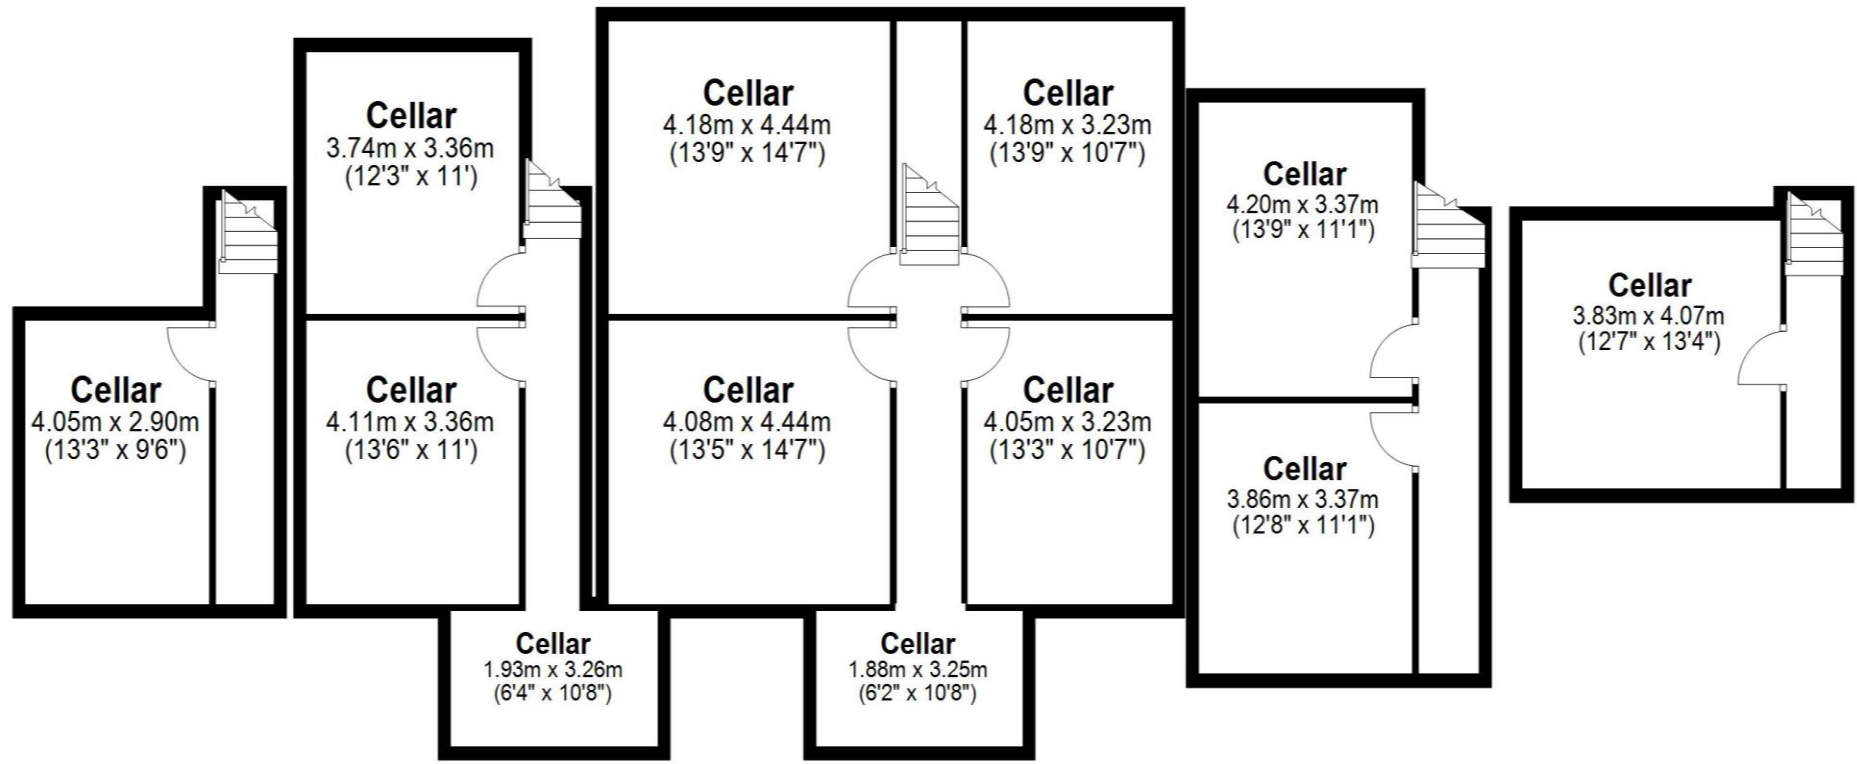 Cellar
4.05m x 2.90m
(13'3" x 9'6")
Cellar
3.74m x 3.36m
(12'3" x 11')
Cellar
4.11m x 3.36m
(13'6" x 11')
Cellar
1.93m x 3.26m
(6'4" x 10'8")
Cellar
4.18m x 4.44m
(13'9" x 14'7")
Cellar
4.18m x 3.23m
(13'9" x 10'7")
Cellar
4.08m x 4.44m
(13'5" x 14'7")
Cellar
4.05m x 3.23m
(13'3" x 10'7")
Cellar
1.88m x 3.25m
(6'2" x 10'8")
Cellar
4.20m x 3.37m
(13'9" x 11'1")
Cellar
3.86m x 3.37m
(12'8" x 11'1")
Cellar
3.83m x 4.07m
(12'7" x 13'4")